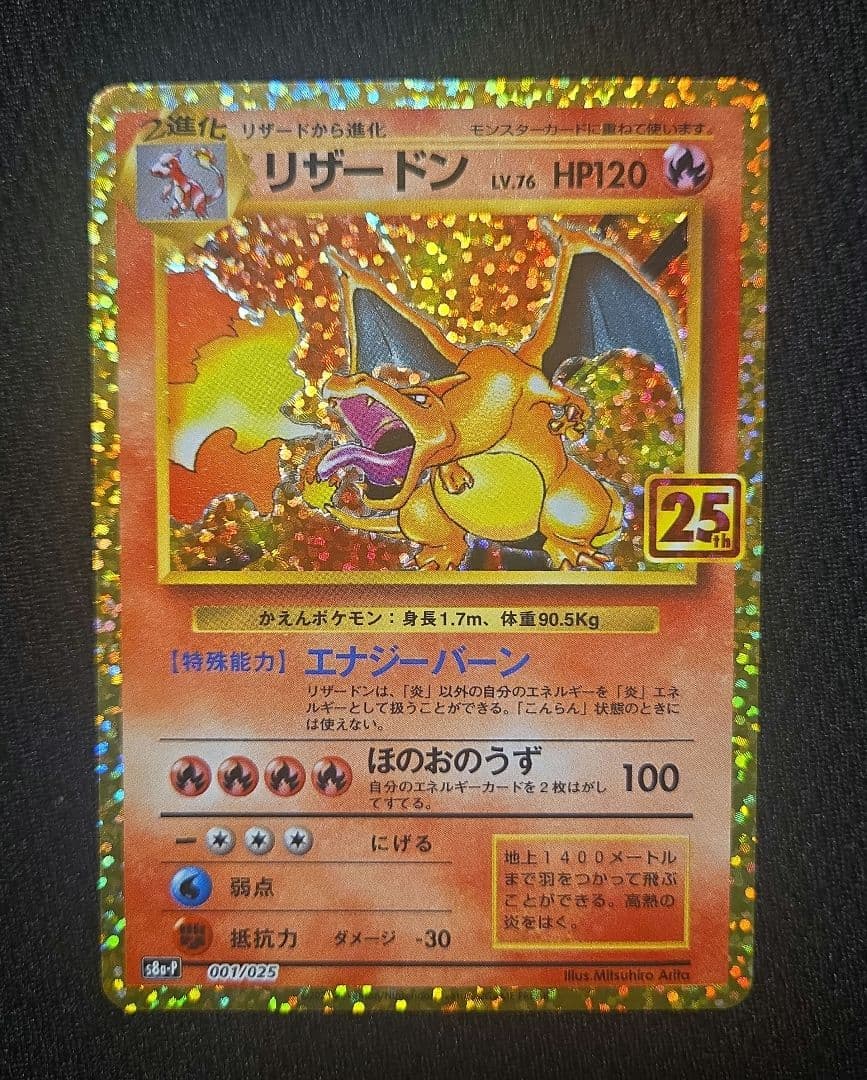 2進化 リザードから進化 モンスターカードに重ねて使います。
リザードン LV.76 HP120
25th
かえんポケモン：身長1.7m、体重90.5Kg
【特殊能力】 エナジーバーン
リザードンは、「炎」以外の自分のエネルギーを「炎」エネ
ルギーとして扱うことができる。「こんらん」状態のときに
は使えない。
ほのおのうず 100
自分のエネルギーカードを2枚はがし
てすてる。
ー にげる
弱点
抵抗力 ダメージ -30
地上1400メートル
まで羽をつかって飛ぶ
ことができる。高熱の
炎をはく。
s8a-P 001/025
Illus.Mitsuhiro Arita